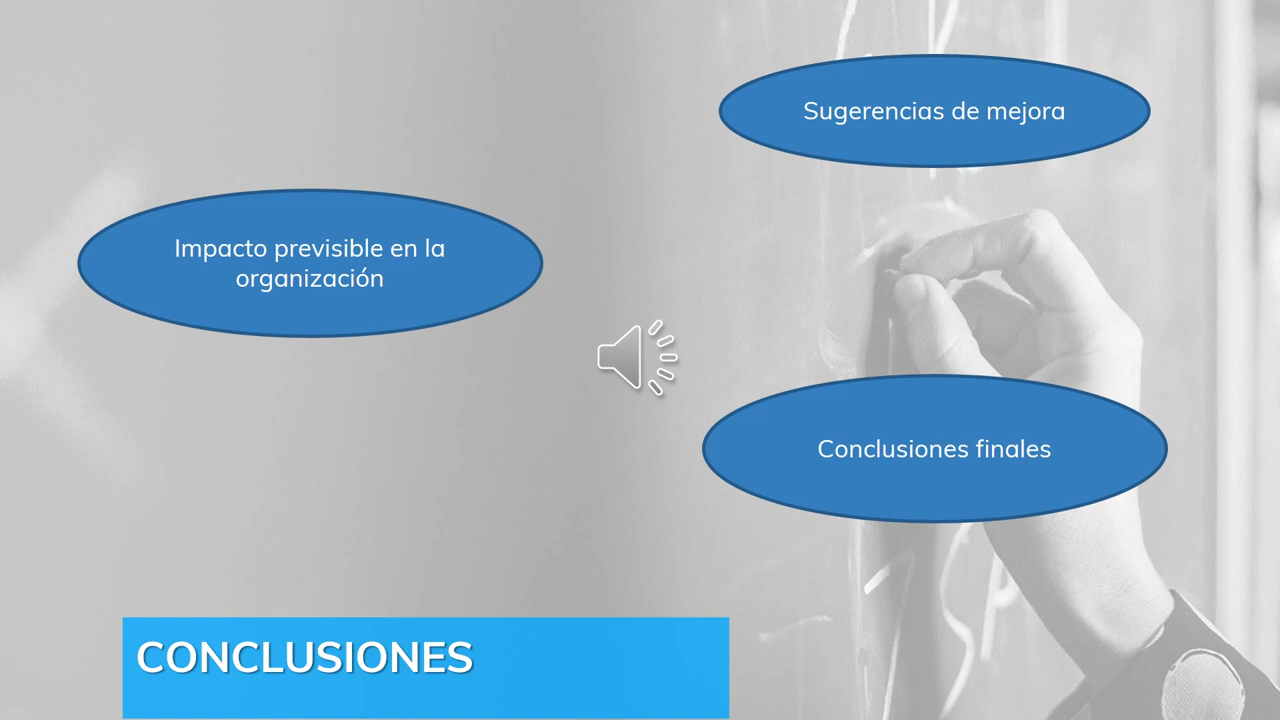 Sugerencias de mejora
Impacto previsible en la
organización
Conclusiones finales
CONCLUSIONES